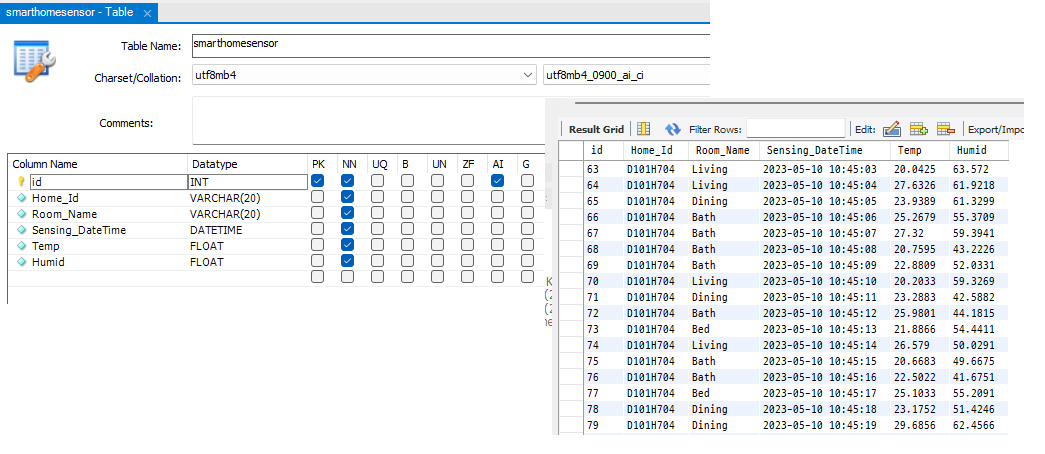 smarthomesensor - Table
Table Name: smarthomesensor
Charset/Collation: utf8mb4 utf8mb4_0900_ai_ci
Comments:
Column Name Datatype PK NN UQ B UN ZF AI G
id INT
Home_Id VARCHAR(20)
Room_Name VARCHAR(20)
Sensing_DateTime DATETIME
Temp FLOAT
Humid FLOAT
Result Grid Filter Rows: Edit: Export/Impo
id Home_Id Room_Name Sensing_DateTime Temp Humid
63 D101H704 Living 2023-05-10 10:45:03 20.0425 63.572
64 D101H704 Living 2023-05-10 10:45:04 27.6326 61.9218
65 D101H704 Dining 2023-05-10 10:45:05 23.9389 61.3299
66 D101H704 Bath 2023-05-10 10:45:06 25.2679 55.3709
67 D101H704 Bath 2023-05-10 10:45:07 27.32 59.3941
68 D101H704 Bath 2023-05-10 10:45:08 20.7595 43.2226
69 D101H704 Bath 2023-05-10 10:45:09 22.8809 52.0331
70 D101H704 Living 2023-05-10 10:45:10 20.2033 59.3269
71 D101H704 Dining 2023-05-10 10:45:11 23.2883 42.5882
72 D101H704 Bath 2023-05-10 10:45:12 25.9801 44.1815
73 D101H704 Bed 2023-05-10 10:45:13 21.8866 54.4411
74 D101H704 Living 2023-05-10 10:45:14 26.579 50.0291
75 D101H704 Bath 2023-05-10 10:45:15 20.6683 49.6675
76 D101H704 Bath 2023-05-10 10:45:16 22.5022 41.6751
77 D101H704 Bed 2023-05-10 10:45:17 25.1033 55.2091
78 D101H704 Dining 2023-05-10 10:45:18 23.1752 51.4246
79 D101H704 Dining 2023-05-10 10:45:19 29.6856 62.4566